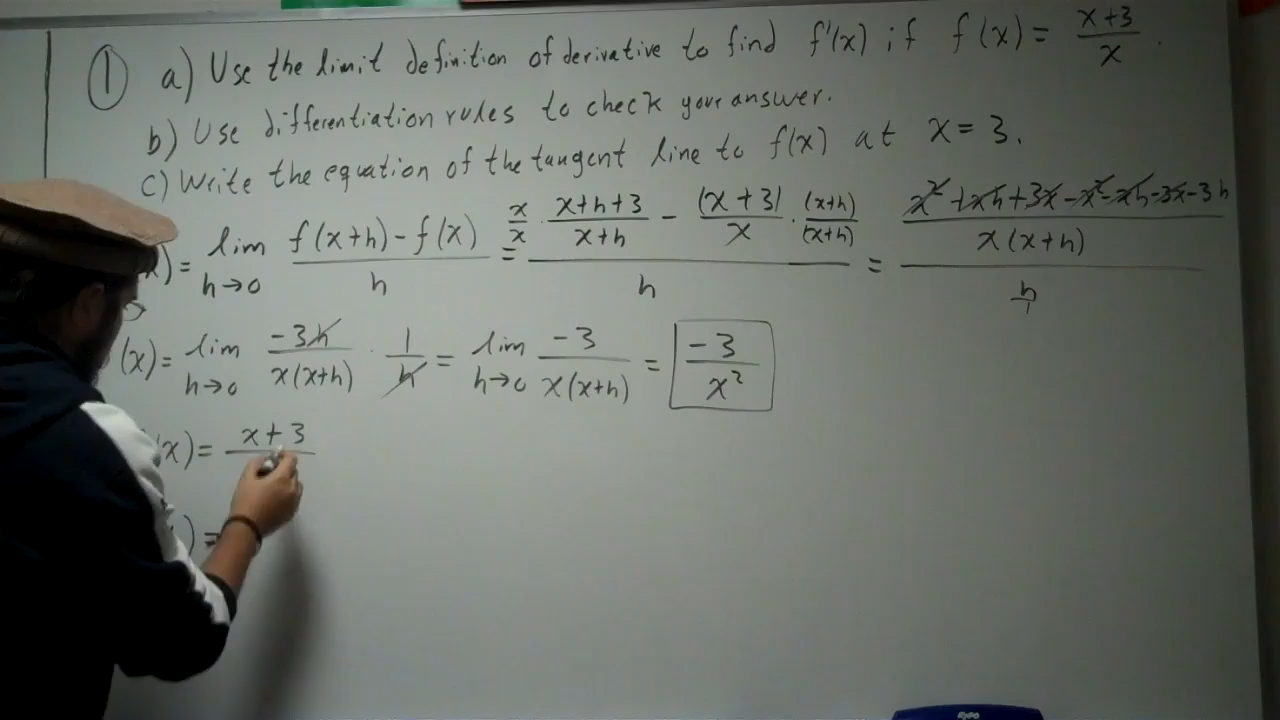 ① a) Use the limit definition of derivative to find f'(x) if f(x) = (x+3)/x.
b) Use differentiation rules to check your answer.
c) Write the equation of the tangent line to f(x) at x = 3.
) = lim h→0 (f(x+h) - f(x))/h = (x/x · (x+h+3)/(x+h) - (x+3)/x · (x+h)/(x+h))/h = ((x² + xh + 3x - x² - xh - 3x - 3h)/(x(x+h)))/(h/1)
(x) = lim h→0 (-3h)/(x(x+h)) · 1/h = lim h→0 (-3)/(x(x+h)) = (-3)/(x²)
(x) = x+3
) =